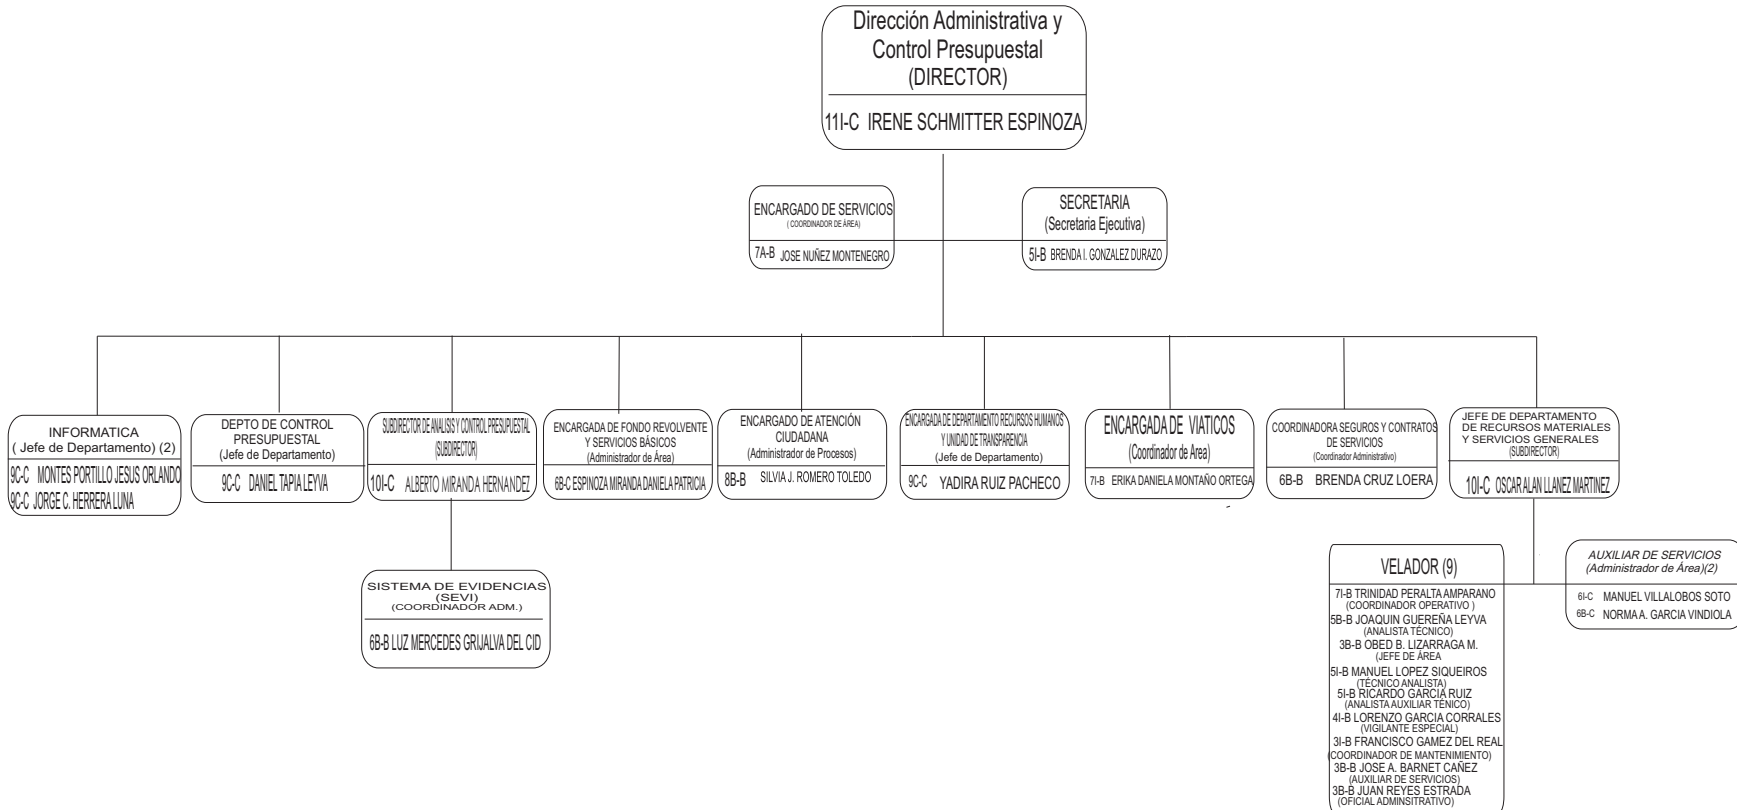 Dirección Administrativa y
Control Presupuestal
(DIRECTOR)
11I-C IRENE SCHMITTER ESPINOZA
ENCARGADO DE SERVICIOS
( COORDINADOR DE ÁREA)
7A-B JOSE NUÑEZ MONTENEGRO
SECRETARIA
(Secretaria Ejecutiva)
5I-B BRENDA I. GONZALEZ DURAZO
INFORMATICA
( Jefe de Departamento) (2)
9C-C MONTES PORTILLO JESUS ORLANDO
9C-C JORGE C. HERRERA LUNA
DEPTO DE CONTROL
PRESUPUESTAL
(Jefe de Departamento)
9C-C DANIEL TAPIA LEYVA
SUBDIRECTOR DE ANALISIS Y CONTROL PRESUPUESTAL
(SUBDIRECTOR)
10I-C ALBERTO MIRANDA HERNANDEZ
ENCARGADA DE FONDO REVOLVENTE
Y SERVICIOS BÁSICOS
(Administrador de Área)
6B-C ESPINOZA MIRANDA DANIELA PATRICIA
ENCARGADO DE ATENCIÓN
CIUDADANA
(Administrador de Procesos)
8B-B SILVIA J. ROMERO TOLEDO
ENCARGADA DE DEPARTAMENTO RECURSOS HUMANOS
Y UNIDAD DE TRANSPARENCIA
(Jefe de Departamento)
9C-C YADIRA RUIZ PACHECO
ENCARGADA DE VIATICOS
(Coordinador de Area)
7I-B ERIKA DANIELA MONTAÑO ORTEGA
COORDINADORA SEGUROS Y CONTRATOS
DE SERVICIOS
(Coordinador Administrativo)
6B-B BRENDA CRUZ LOERA
JEFE DE DEPARTAMENTO
DE RECURSOS MATERIALES
Y SERVICIOS GENERALES
(SUBDIRECTOR)
10I-C OSCAR ALAN LLANEZ MARTINEZ
SISTEMA DE EVIDENCIAS
(SEVI)
(COORDINADOR ADM.)
6B-B LUZ MERCEDES GRIJALVA DEL CID
VELADOR (9)
7I-B TRINIDAD PERALTA AMPARANO
(COORDINADOR OPERATIVO )
5B-B JOAQUIN GUEREÑA LEYVA
(ANALISTA TÉCNICO)
3B-B OBED B. LIZARRAGA M.
(JEFE DE ÁREA
5I-B MANUEL LOPEZ SIQUEIROS
(TÉCNICO ANALISTA)
5I-B RICARDO GARCIA RUIZ
(ANALISTA AUXILIAR TÉNICO)
4I-B LORENZO GARCIA CORRALES
(VIGILANTE ESPECIAL)
3I-B FRANCISCO GAMEZ DEL REAL
(COORDINADOR DE MANTENIMIENTO)
3B-B JOSE A. BARNET CAÑEZ
(AUXILIAR DE SERVICIOS)
3B-B JUAN REYES ESTRADA
(OFICIAL ADMINSITRATIVO)
AUXILIAR DE SERVICIOS
(Administrador de Área)(2)
6I-C MANUEL VILLALOBOS SOTO
6B-C NORMA A. GARCIA VINDIOLA